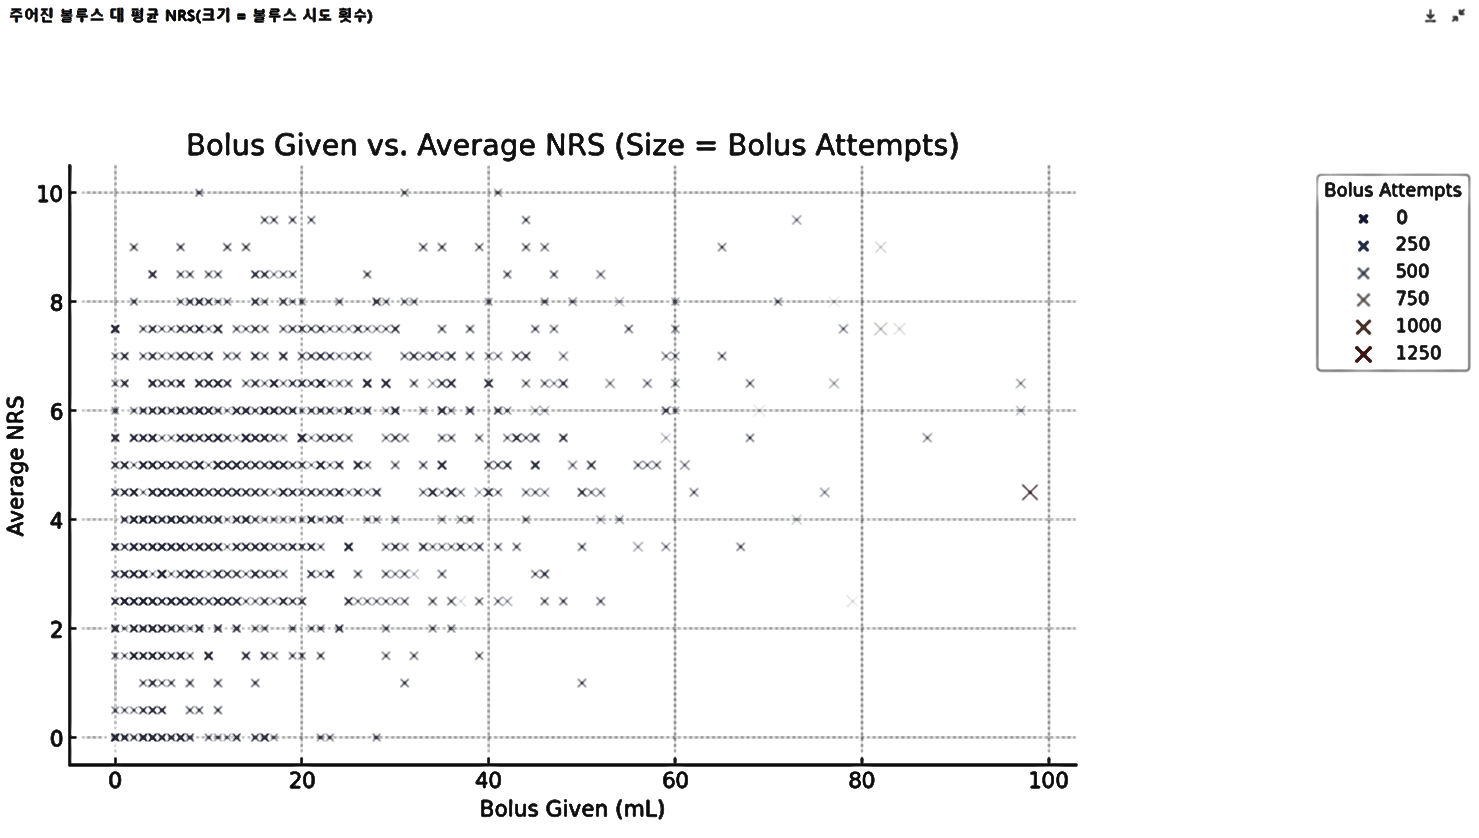 주어진 볼루스 대 평균 NRS(크기 = 볼루스 시도 횟수)
Bolus Given vs. Average NRS (Size = Bolus Attempts)
Bolus Attempts
0
250
500
750
1000
1250
Average NRS
10
8
6
4
2
0
0 20 40 60 80 100
Bolus Given (mL)